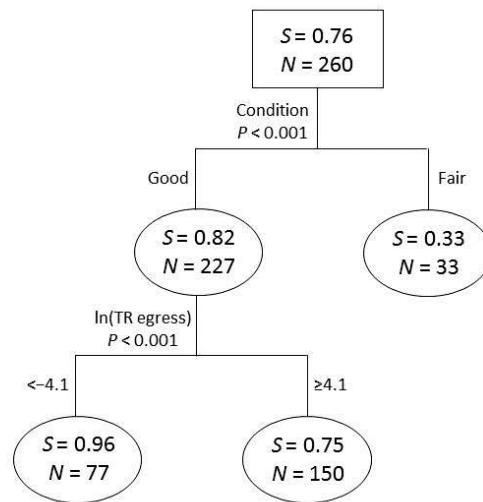 S = 0.76
N = 260
Condition
P < 0.001
Good
Fair
S = 0.82
N = 227
S = 0.33
N = 33
ln(TR egress)
P < 0.001
<−4.1
≥4.1
S = 0.96
N = 77
S = 0.75
N = 150